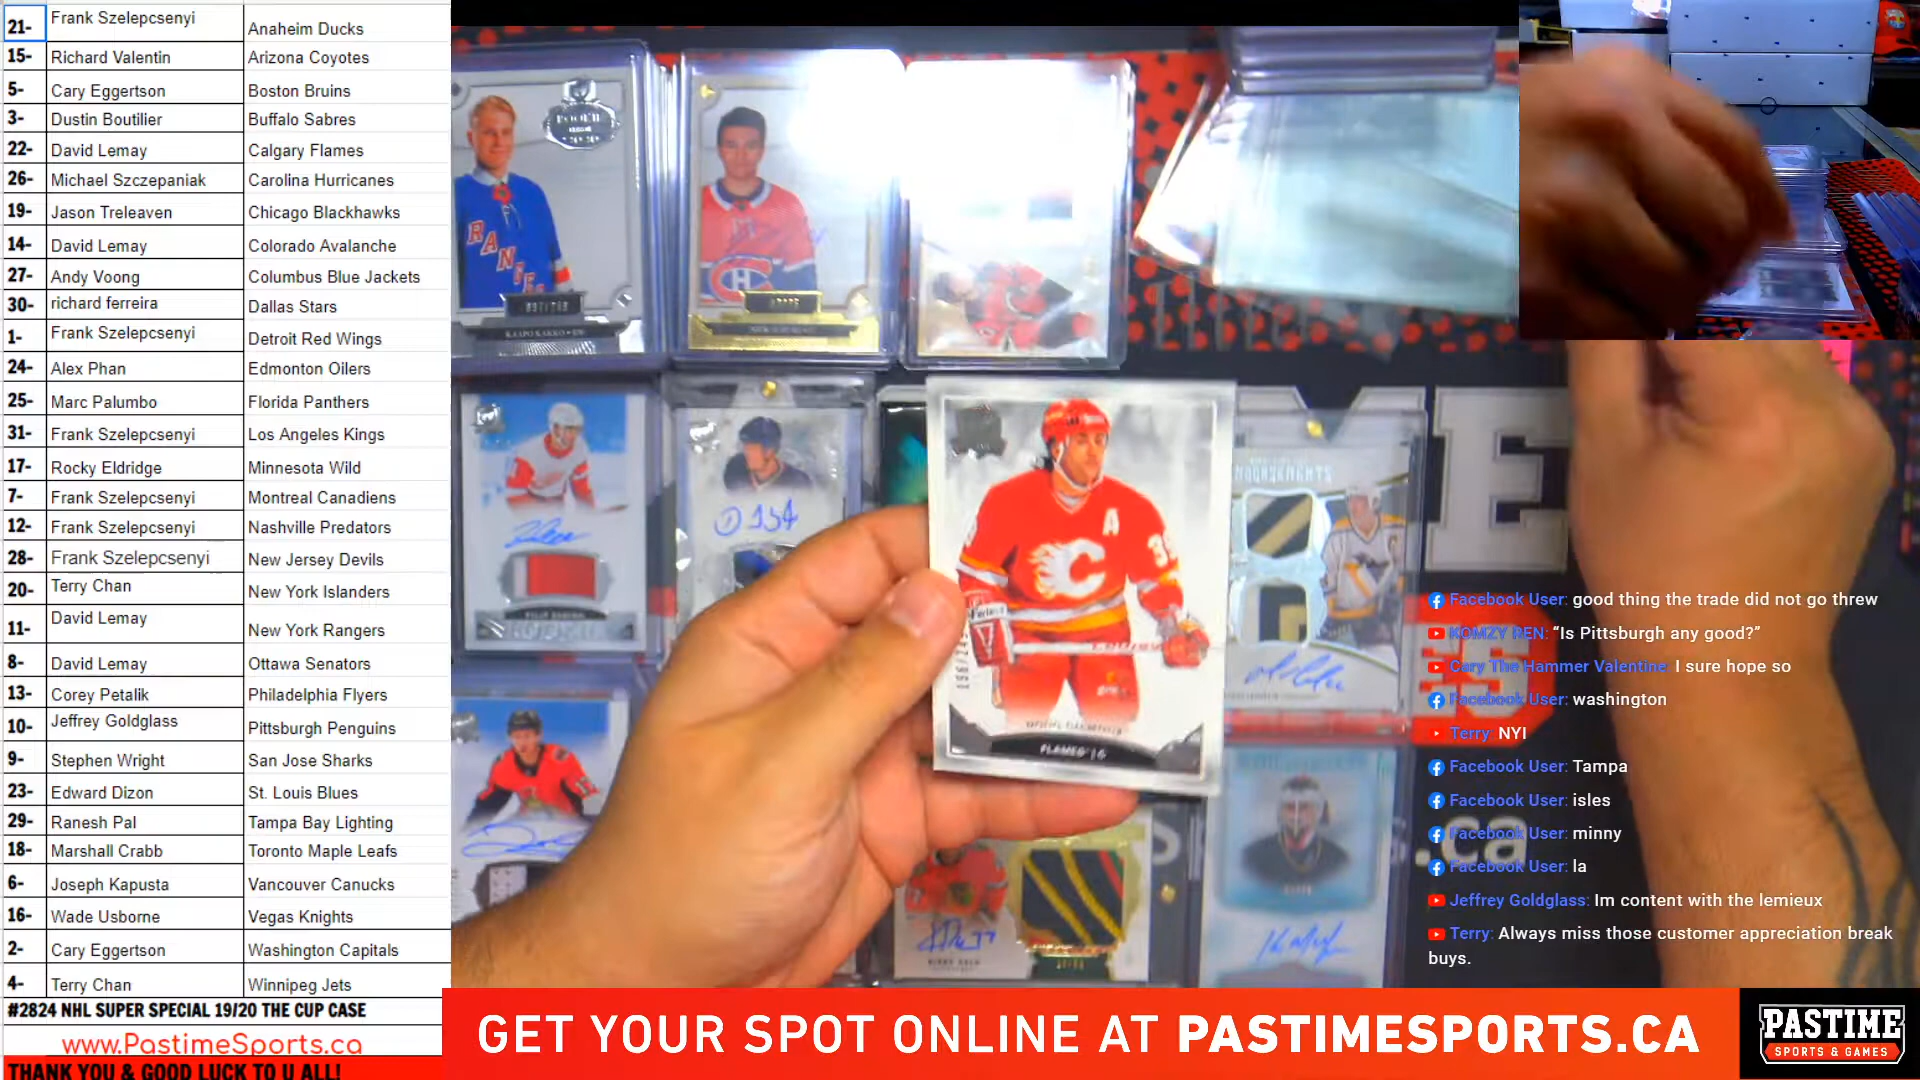 21- Frank Szelepcsenyi Anaheim Ducks
15- Richard Valentin Arizona Coyotes
5- Cary Eggertson Boston Bruins
3- Dustin Boutilier Buffalo Sabres
22- David Lemay Calgary Flames
26- Michael Szczepaniak Carolina Hurricanes
19- Jason Treleaven Chicago Blackhawks
14- David Lemay Colorado Avalanche
27- Andy Voong Columbus Blue Jackets
30- richard ferreira Dallas Stars
1- Frank Szelepcsenyi Detroit Red Wings
24- Alex Phan Edmonton Oilers
25- Marc Palumbo Florida Panthers
31- Frank Szelepcsenyi Los Angeles Kings
17- Rocky Eldridge Minnesota Wild
7- Frank Szelepcsenyi Montreal Canadiens
12- Frank Szelepcsenyi Nashville Predators
28- Frank Szelepcsenyi New Jersey Devils
20- Terry Chan New York Islanders
11- David Lemay New York Rangers
8- David Lemay Ottawa Senators
13- Corey Petalik Philadelphia Flyers
10- Jeffrey Goldglass Pittsburgh Penguins
9- Stephen Wright San Jose Sharks
23- Edward Dizon St. Louis Blues
29- Ranesh Pal Tampa Bay Lighting
18- Marshall Crabb Toronto Maple Leafs
6- Joseph Kapusta Vancouver Canucks
16- Wade Usborne Vegas Knights
2- Cary Eggertson Washington Capitals
4- Terry Chan Winnipeg Jets
#2824 NHL SUPER SPECIAL 19/20 THE CUP CASE
www.PastimeSports.ca
THANK YOU & GOOD LUCK TO U ALL!
RANGE
KAAPO KAKKO
A
C
FLAMES
ME
.ca
Facebook User: good thing the trade did not go threw
KOMZY REN: “Is Pittsburgh any good?”
Cary The Hammer Valentine: I sure hope so
Facebook User: washington
Terry: NYI
Facebook User: Tampa
Facebook User: isles
Facebook User: minny
Facebook User: la
Jeffrey Goldglass: Im content with the lemieux
Terry: Always miss those customer appreciation break
buys.
GET YOUR SPOT ONLINE AT PASTIMESPORTS.CA
PASTIME
SPORTS & GAMES